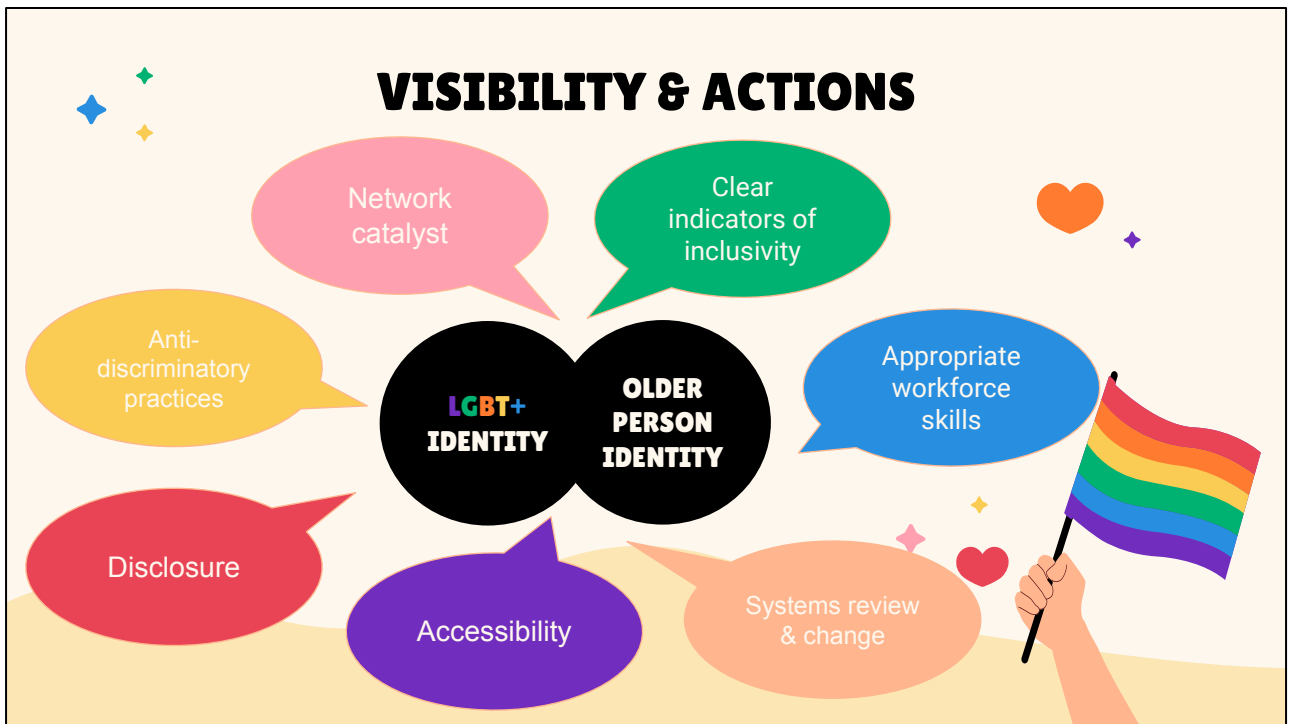 VISIBILITY & ACTIONS
Network
catalyst
Clear
indicators of
inclusivity
Anti-
discriminatory
practices
LGBT+
IDENTITY
OLDER
PERSON
IDENTITY
Appropriate
workforce
skills
Disclosure
Accessibility
Systems review
& change